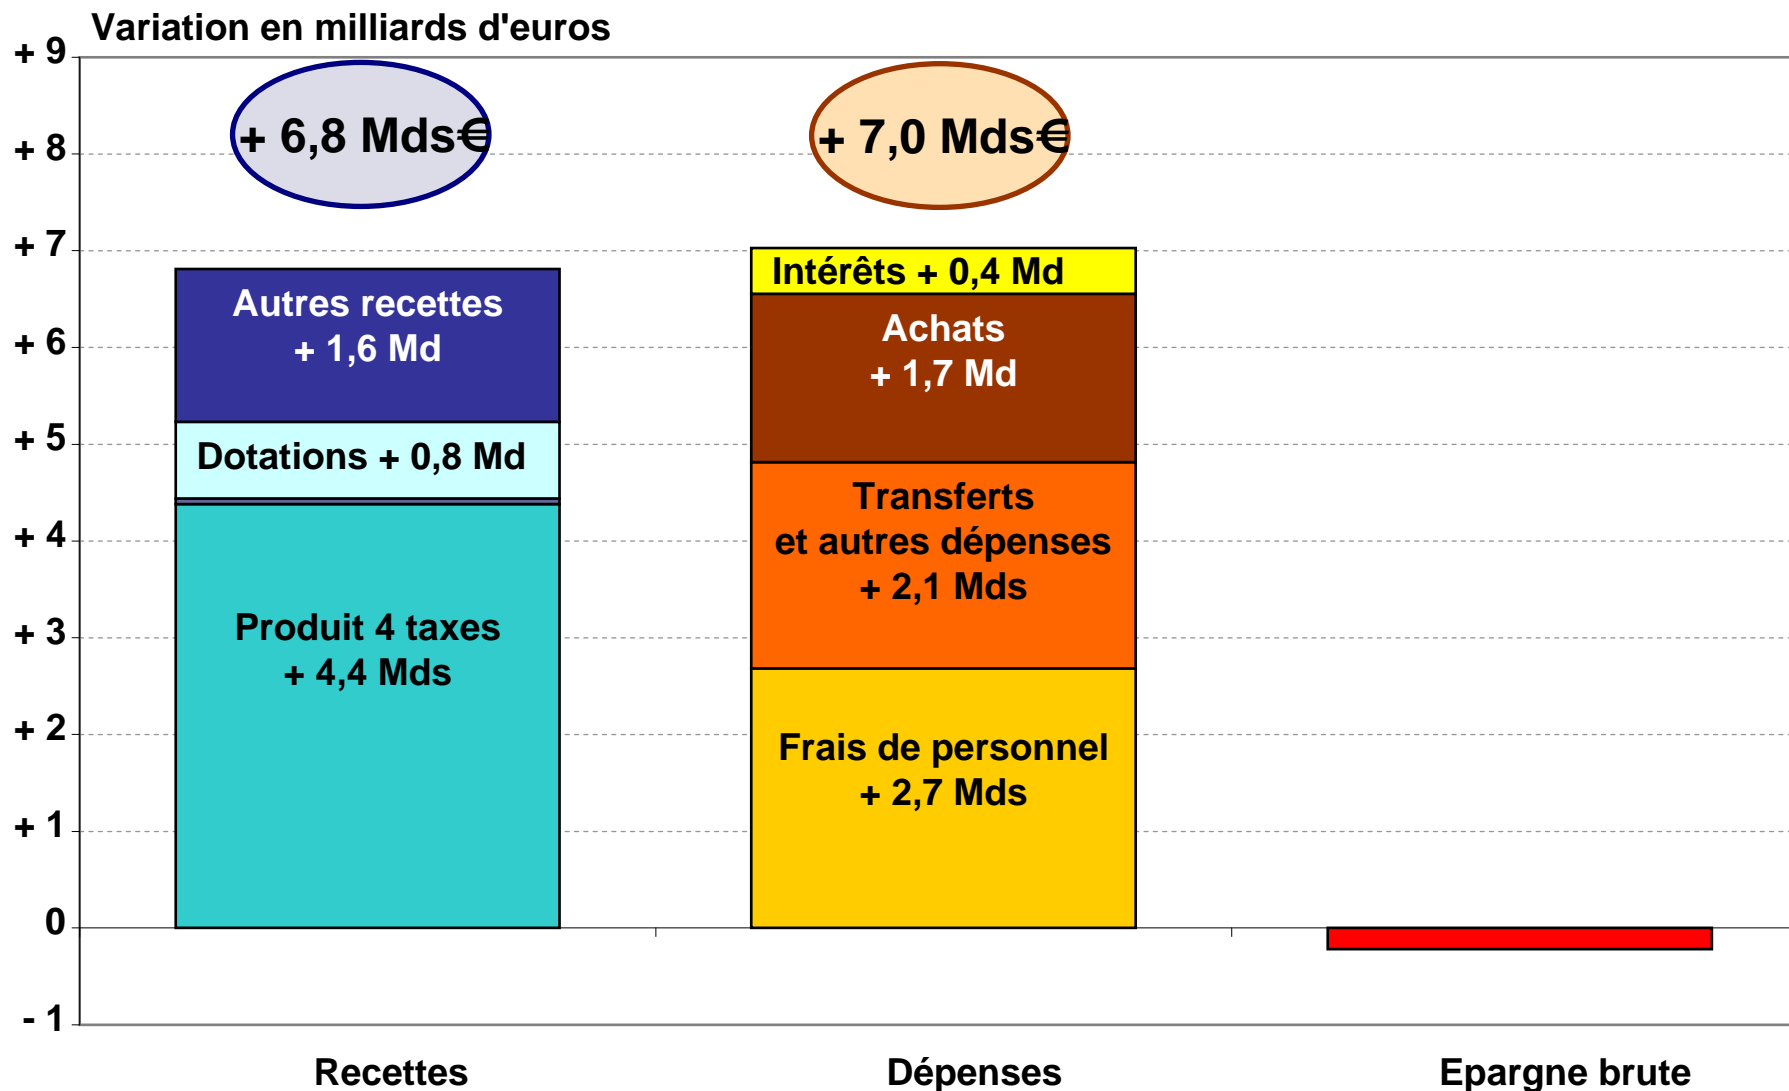 Variation en milliards d'euros
+ 9
+ 8
+ 7
+ 6
+ 5
+ 4
+ 3
+ 2
+ 1
0
- 1
+ 6,8 Mds€
Autres recettes
+ 1,6 Md
Dotations + 0,8 Md
Produit 4 taxes
+ 4,4 Mds
+ 7,0 Mds€
Intérêts + 0,4 Md
Achats
+ 1,7 Md
Transferts
et autres dépenses
+ 2,1 Mds
Frais de personnel
+ 2,7 Mds
Recettes
Dépenses
Epargne brute